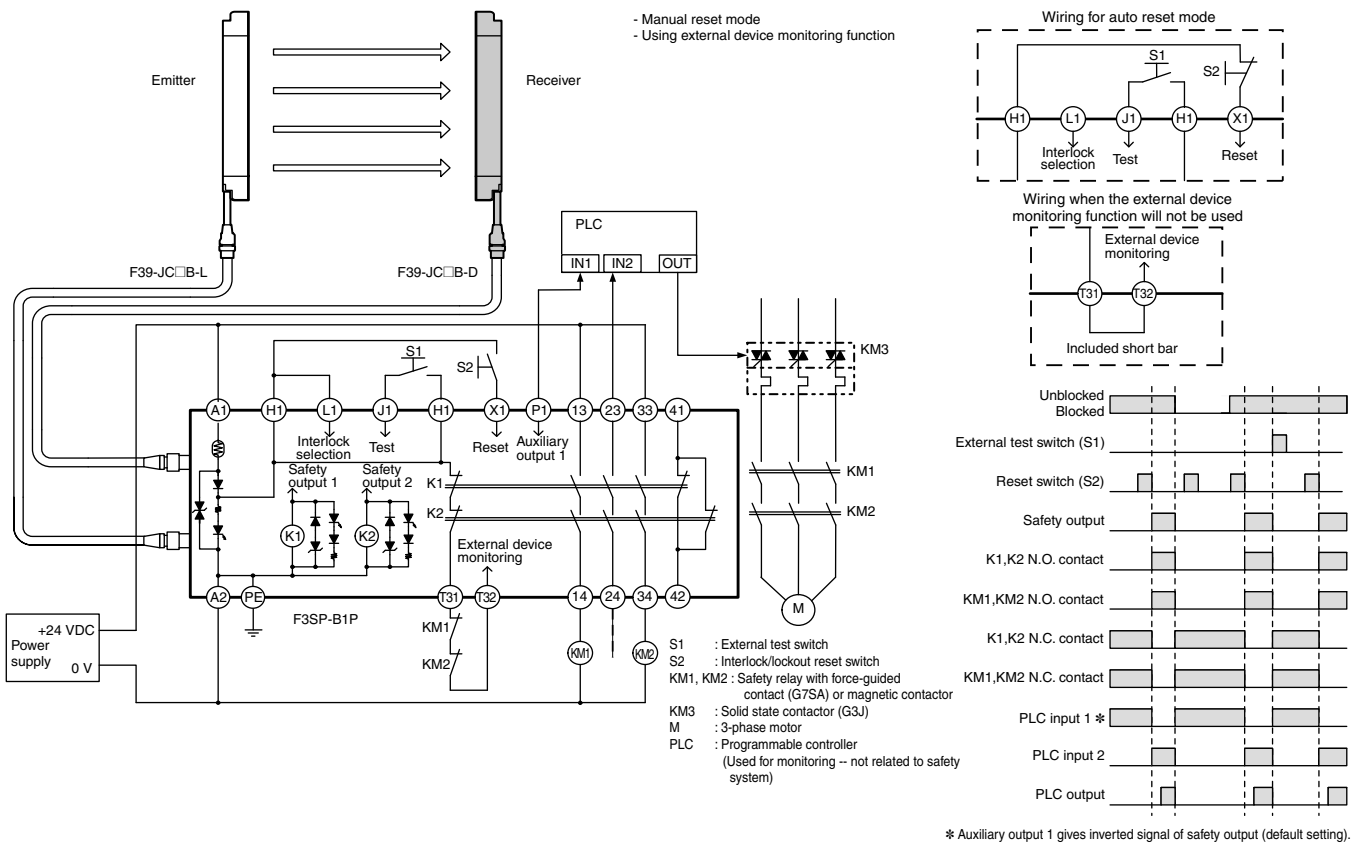 - Manual reset mode
- Using external device monitoring function
Emitter
Receiver
F39-JC□B-L
F39-JC□B-D
PLC
IN1 IN2 OUT
KM3
S1
S2
A1 H1 L1 J1 H1 X1 P1 13 23 33 41
Interlock
selection
Test
Reset
Auxiliary
output 1
Safety
output 1
Safety
output 2
K1
K2
K1
K2
External device
monitoring
KM1
KM2
M
A2 PE T31 T32 14 24 34 42
F3SP-B1P
KM1
KM2
KM1
KM2
+24 VDC
Power
supply
0 V
S1 : External test switch
S2 : Interlock/lockout reset switch
KM1, KM2 : Safety relay with force-guided
contact (G7SA) or magnetic contactor
KM3 : Solid state contactor (G3J)
M : 3-phase motor
PLC : Programmable controller
(Used for monitoring -- not related to safety
system)
Wiring for auto reset mode
S1
S2
H1 L1 J1 H1 X1
Interlock
selection
Test
Reset
Wiring when the external device
monitoring function will not be used
External device
monitoring
T31 T32
Included short bar
Unblocked
Blocked
External test switch (S1)
Reset switch (S2)
Safety output
K1,K2 N.O. contact
KM1,KM2 N.O. contact
K1,K2 N.C. contact
KM1,KM2 N.C. contact
PLC input 1 ✽
PLC input 2
PLC output
✽ Auxiliary output 1 gives inverted signal of safety output (default setting).